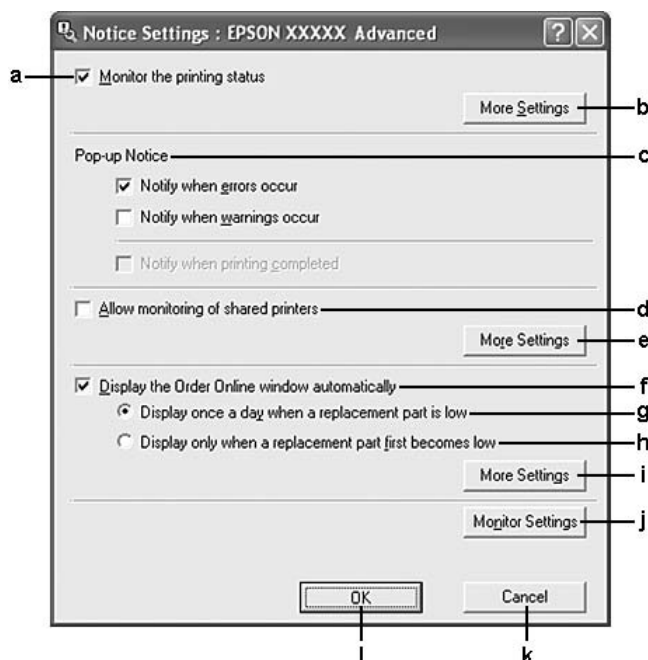 Notice Settings : EPSON XXXXX Advanced ? X
a Monitor the printing status
More Settings b
Pop-up Notice c
Notify when errors occur
Notify when warnings occur
Notify when printing completed
Allow monitoring of shared printers d
More Settings e
Display the Order Online window automatically f
Display once a day when a replacement part is low g
Display only when a replacement part first becomes low h
More Settings i
Monitor Settings j
OK Cancel
l k